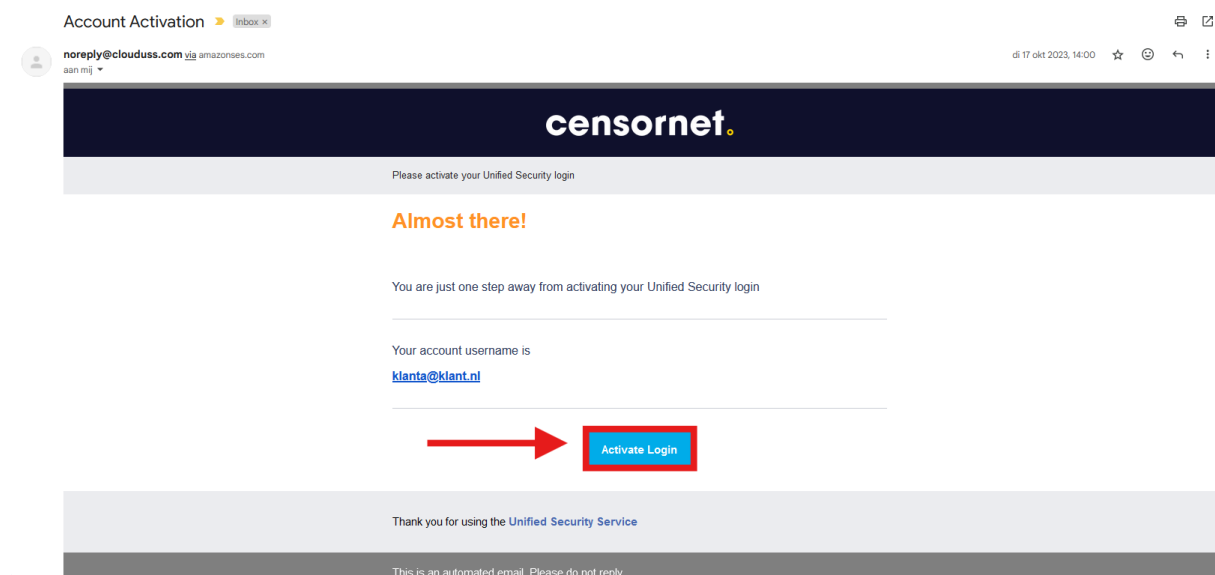 Account Activation Inbox ×
noreply@clouduss.com via amazonses.com
di 17 okt 2023, 14:00
aan mij
censornet.
Please activate your Unified Security login
Almost there!
You are just one step away from activating your Unified Security login
Your account username is
klanta@klant.nl
Activate Login
Thank you for using the Unified Security Service
This is an automated email. Please do not reply.